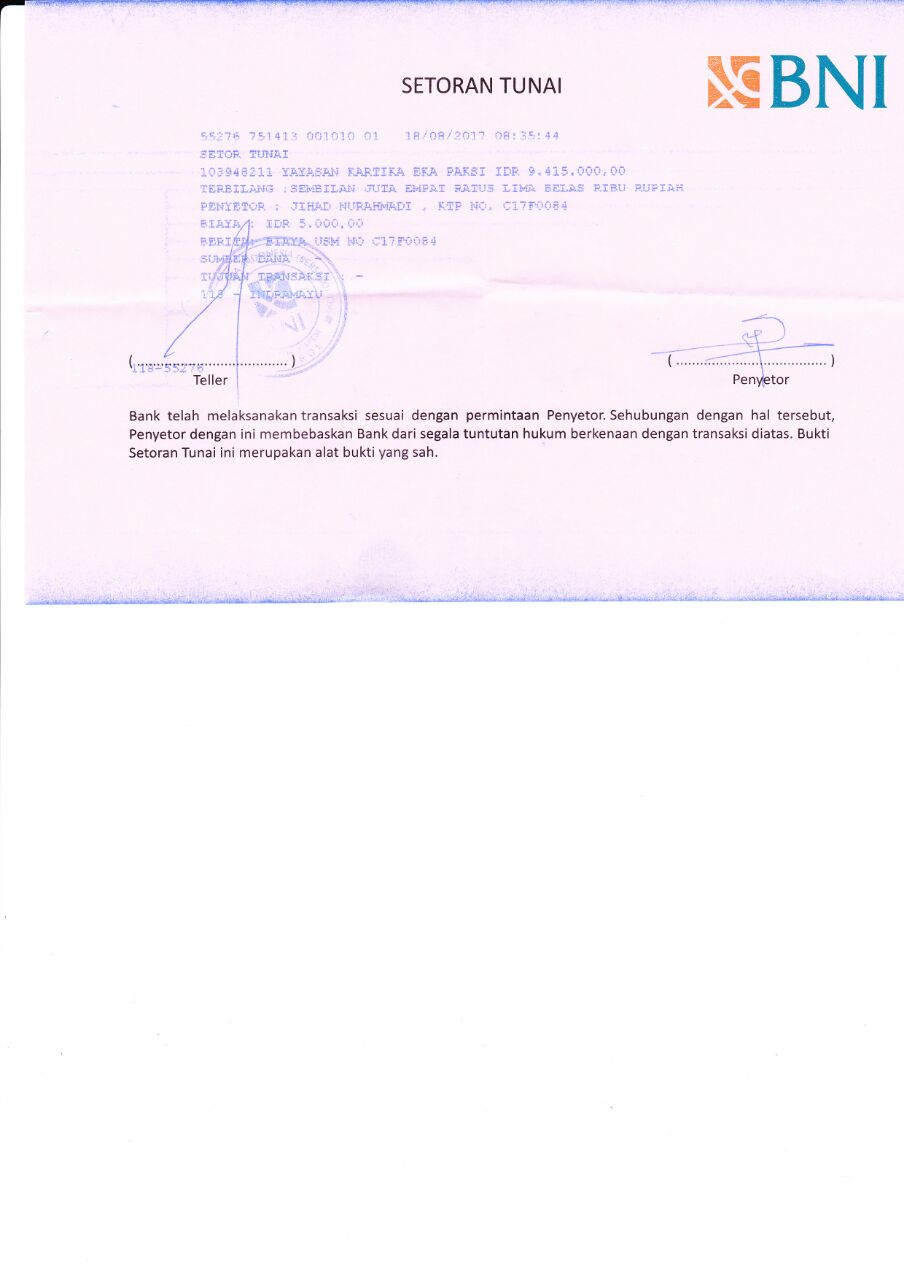 BNI
SETORAN TUNAI
55276 751413 001010 01 18/08/2017 08:35:44
SETOR TUNAI
103948211 YAYASAN KARTIKA EKA PAKSI IDR 9.415.000,00
TERBILANG :SEMBILAN JUTA EMPAT RATUS LIMA BELAS RIBU RUPIAH
PENYETOR : JIHAD NURAHMADI , KTP NO. C17F0084
BIAYA : IDR 5.000,00
BERITA: BIAYA USM NO C17F0084
SUMBER DANA : -
TUJUAN TRANSAKSI : -
118 - INDRAMAYU
BNI
(......................................) (......................................)
118-55276
Teller Penyetor
Bank telah melaksanakan transaksi sesuai dengan permintaan Penyetor. Sehubungan dengan hal tersebut,
Penyetor dengan ini membebaskan Bank dari segala tuntutan hukum berkenaan dengan transaksi diatas. Bukti
Setoran Tunai ini merupakan alat bukti yang sah.